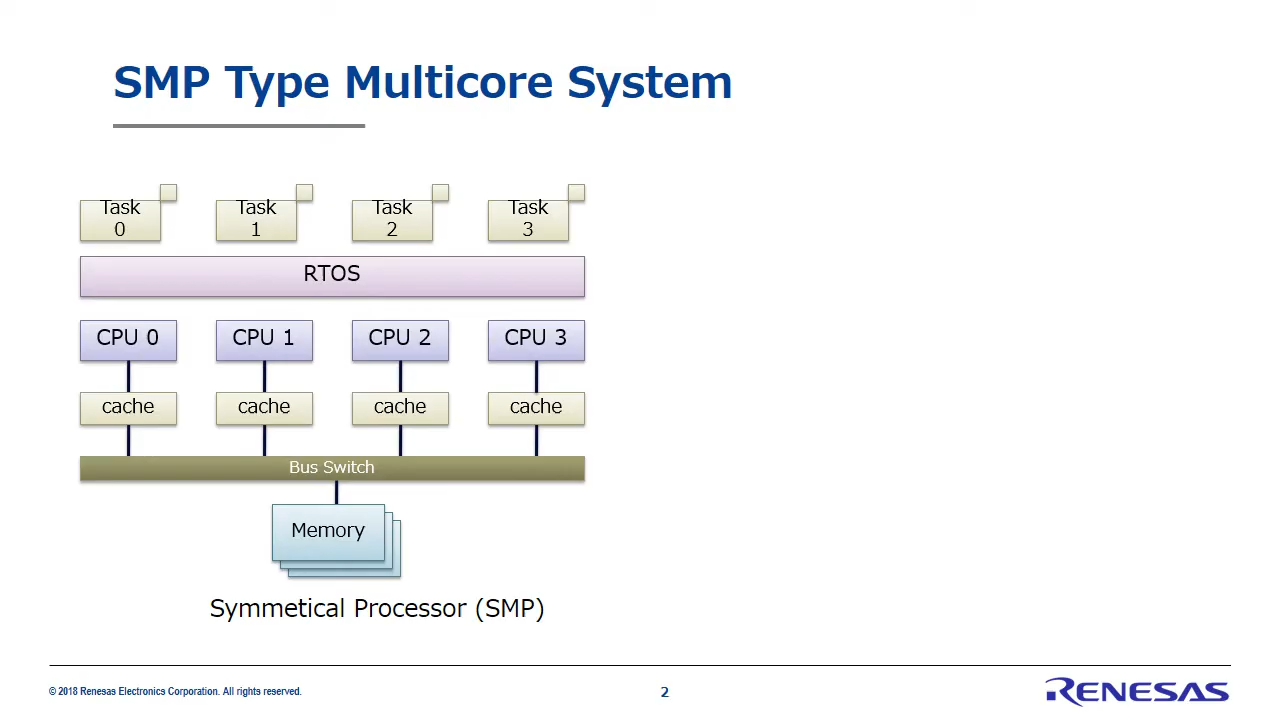 SMP Type Multicore System
Task
0
Task
1
Task
2
Task
3
RTOS
CPU 0
CPU 1
CPU 2
CPU 3
cache
cache
cache
cache
Bus Switch
Memory
Symmetical Processor (SMP)
© 2018 Renesas Electronics Corporation. All rights reserved.
2
RENESAS